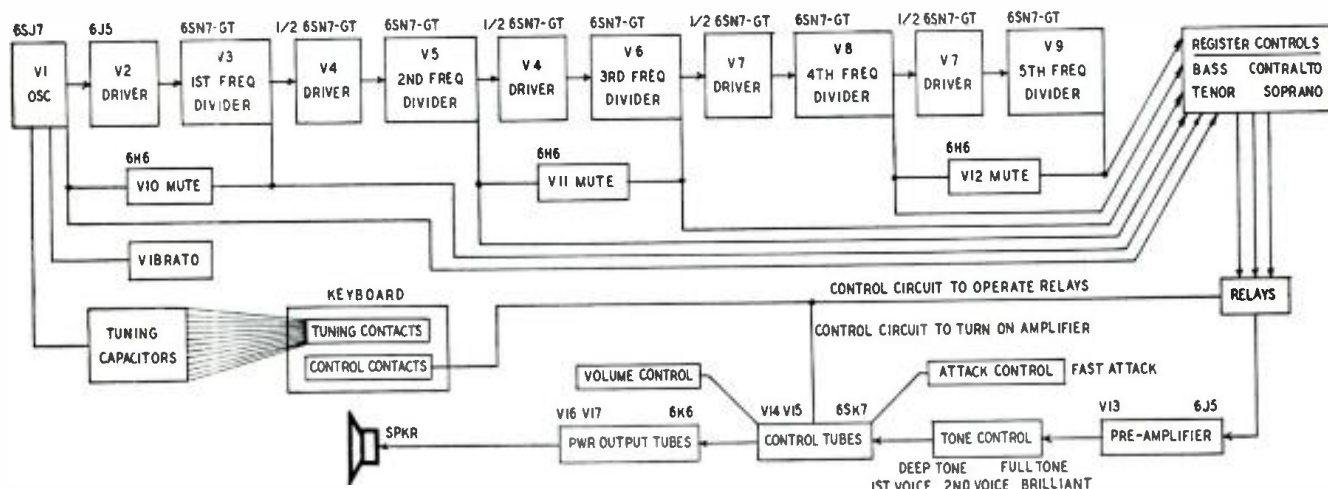 6SJ7 6J5 6SN7-GT 1/2 6SN7-GT 6SN7-GT 1/2 6SN7-GT 6SN7-GT 1/2 6SN7-GT 6SN7-GT 1/2 6SN7-GT 6SN7-GT
V1
OSC
V2
DRIVER
V3
1ST FREQ
DIVIDER
V4
DRIVER
V5
2ND FREQ
DIVIDER
V4
DRIVER
V6
3RD FREQ
DIVIDER
V7
DRIVER
V8
4TH FREQ
DIVIDER
V7
DRIVER
V9
5TH FREQ
DIVIDER
REGISTER CONTROLS
BASS CONTRALTO
TENOR SOPRANO
6H6
V10 MUTE
6H6
V11 MUTE
6H6
V12 MUTE
VIBRATO
KEYBOARD
TUNING
CAPACITORS
TUNING CONTACTS
CONTROL CONTACTS
CONTROL CIRCUIT TO OPERATE RELAYS
RELAYS
CONTROL CIRCUIT TO TURN ON AMPLIFIER
VOLUME CONTROL
ATTACK CONTROL FAST ATTACK
SPKR
V16 V17 6K6
PWR OUTPUT TUBES
V14 V15 6SK7
CONTROL TUBES
TONE CONTROL
DEEP TONE FULL TONE
1ST VOICE 2ND VOICE BRILLIANT
V13 6J5
PRE-AMPLIFIER